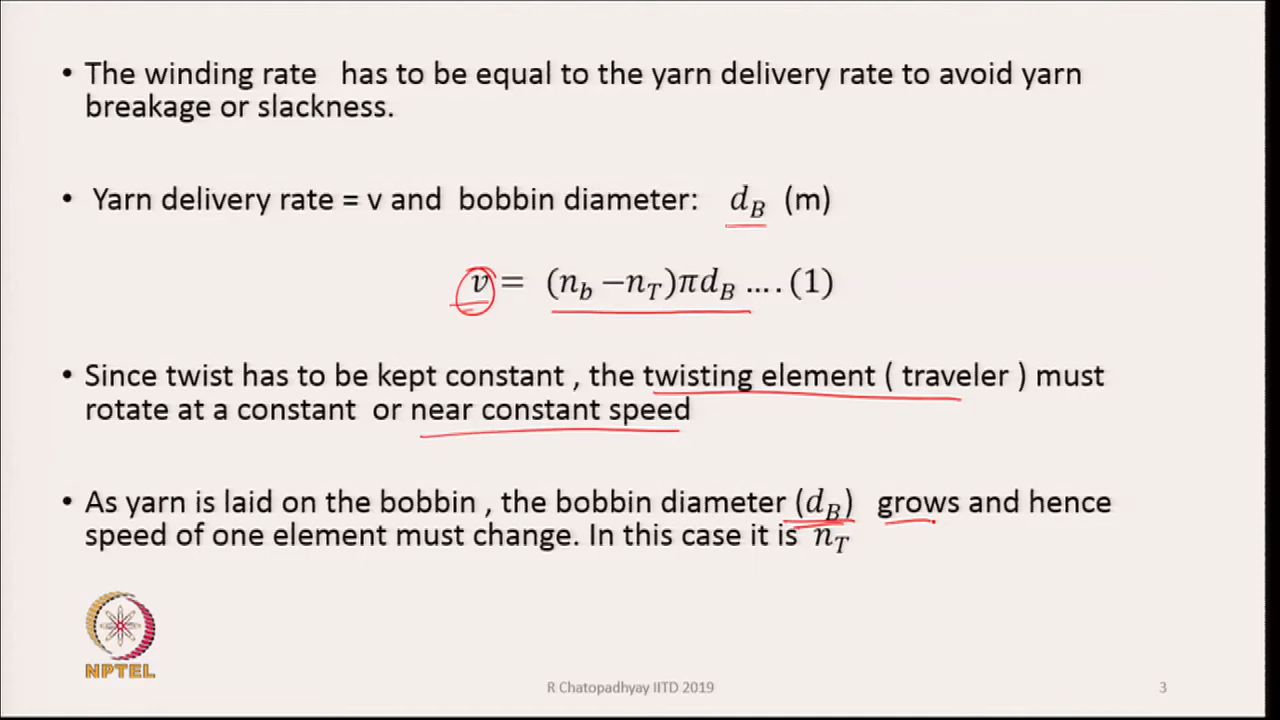 • The winding rate has to be equal to the yarn delivery rate to avoid yarn
breakage or slackness.
• Yarn delivery rate = v and bobbin diameter: d_B (m)
v = (n_b − n_T)πd_B .... (1)
• Since twist has to be kept constant , the twisting element ( traveler ) must
rotate at a constant or near constant speed
• As yarn is laid on the bobbin , the bobbin diameter (d_B) grows and hence
speed of one element must change. In this case it is n_T
NPTEL
R Chatopadhyay IITD 2019
3